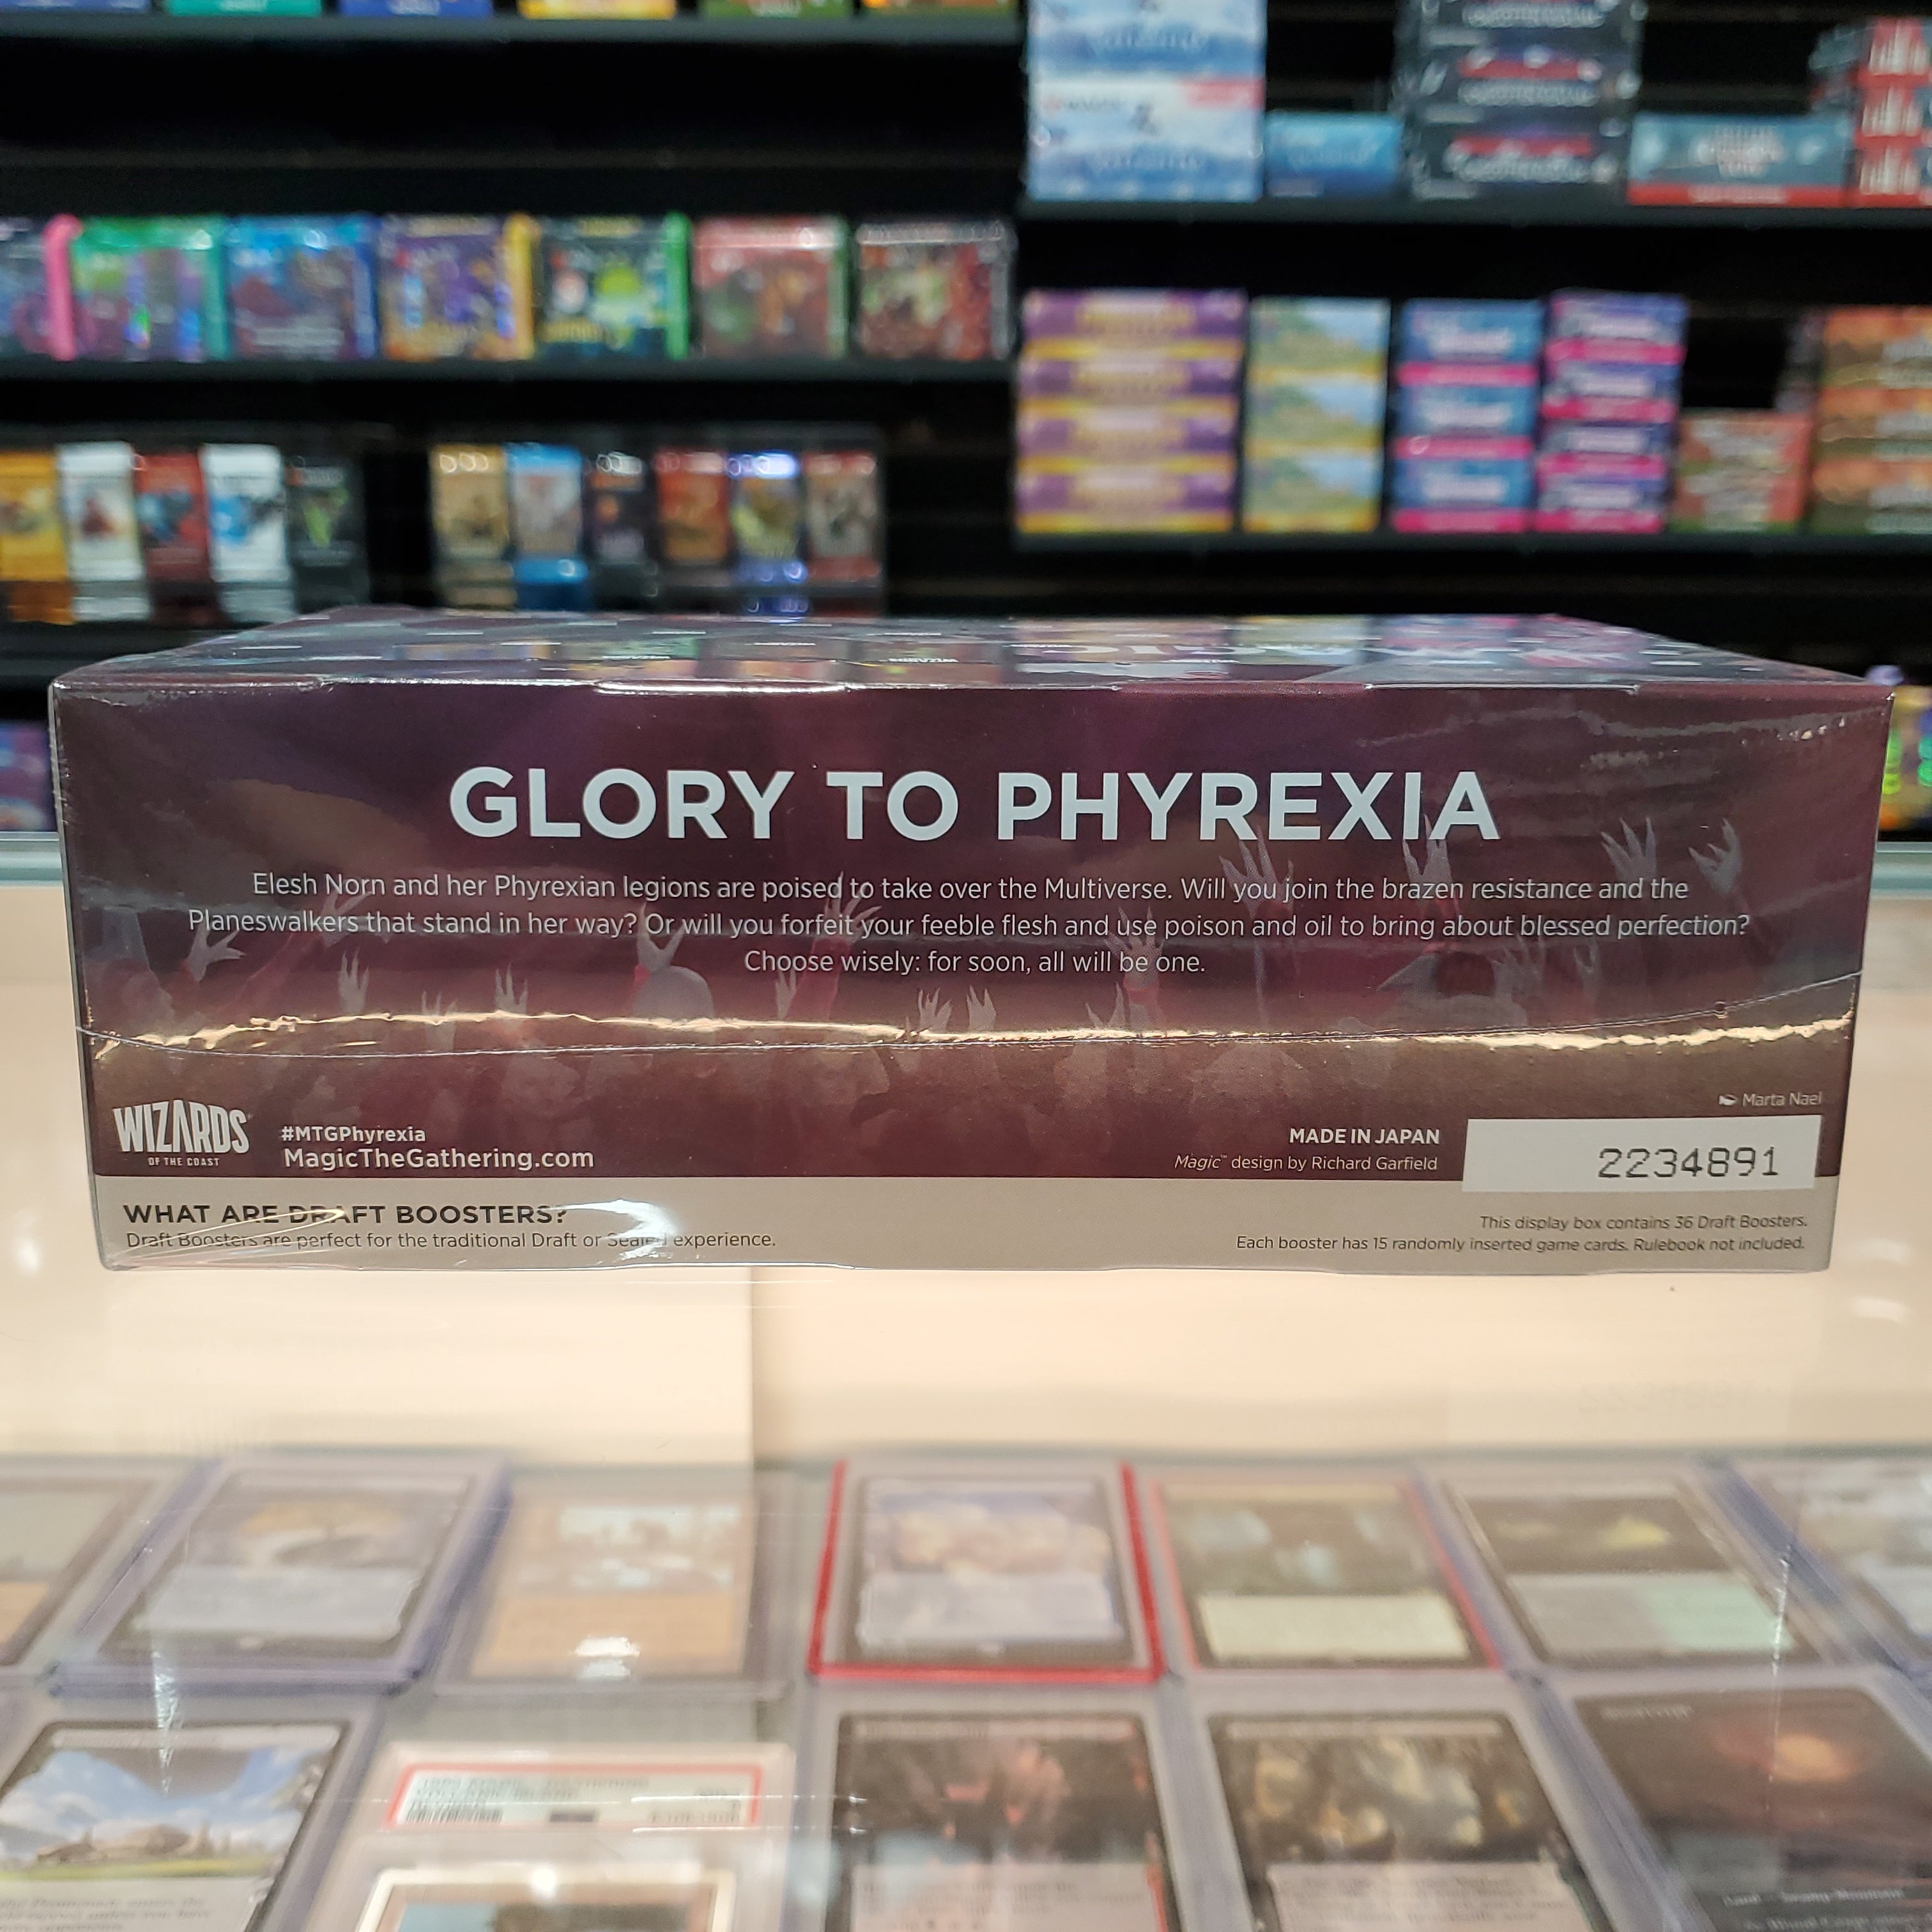 GLORY TO PHYREXIA
Elesh Norn and her Phyrexian legions are poised to take over the Multiverse. Will you join the brazen resistance and the
Planeswalkers that stand in her way? Or will you forfeit your feeble flesh and use poison and oil to bring about blessed perfection?
Choose wisely: for soon, all will be one.
Marta Nael
WIZARDS
OF THE COAST
#MTGPhyrexia
MagicTheGathering.com
MADE IN JAPAN
Magic™ design by Richard Garfield
2234891
WHAT ARE DRAFT BOOSTERS?
Draft Boosters are perfect for the traditional Draft or Sealed experience.
This display box contains 36 Draft Boosters.
Each booster has 15 randomly inserted game cards. Rulebook not included.